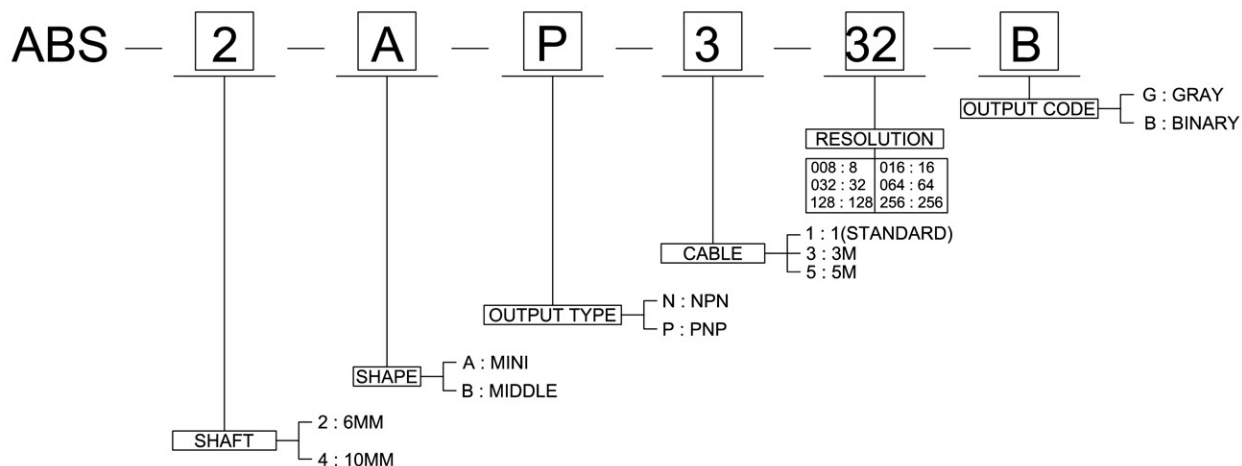 ABS — 2 — A — P — 3 — 32 — B
OUTPUT CODE
G : GRAY
B : BINARY
RESOLUTION
008 : 8 016 : 16
032 : 32 064 : 64
128 : 128 256 : 256
CABLE
1 : 1(STANDARD)
3 : 3M
5 : 5M
OUTPUT TYPE
N : NPN
P : PNP
SHAPE
A : MINI
B : MIDDLE
SHAFT
2 : 6MM
4 : 10MM